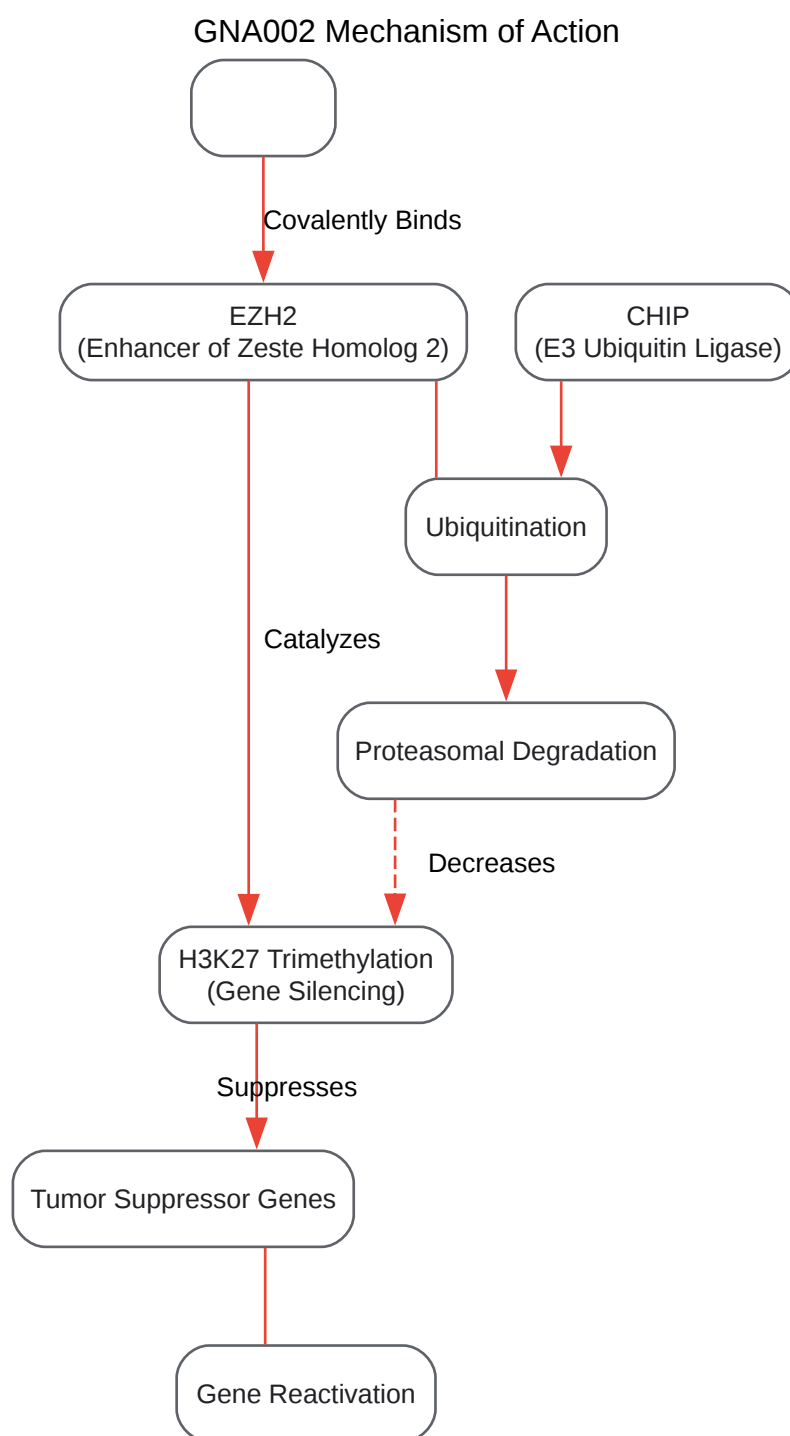 GNA002 Mechanism of Action
Covalently Binds
EZH2
(Enhancer of Zeste Homolog 2)
CHIP
(E3 Ubiquitin Ligase)
Ubiquitination
Catalyzes
Proteasomal Degradation
Decreases
H3K27 Trimethylation
(Gene Silencing)
Suppresses
Tumor Suppressor Genes
Gene Reactivation